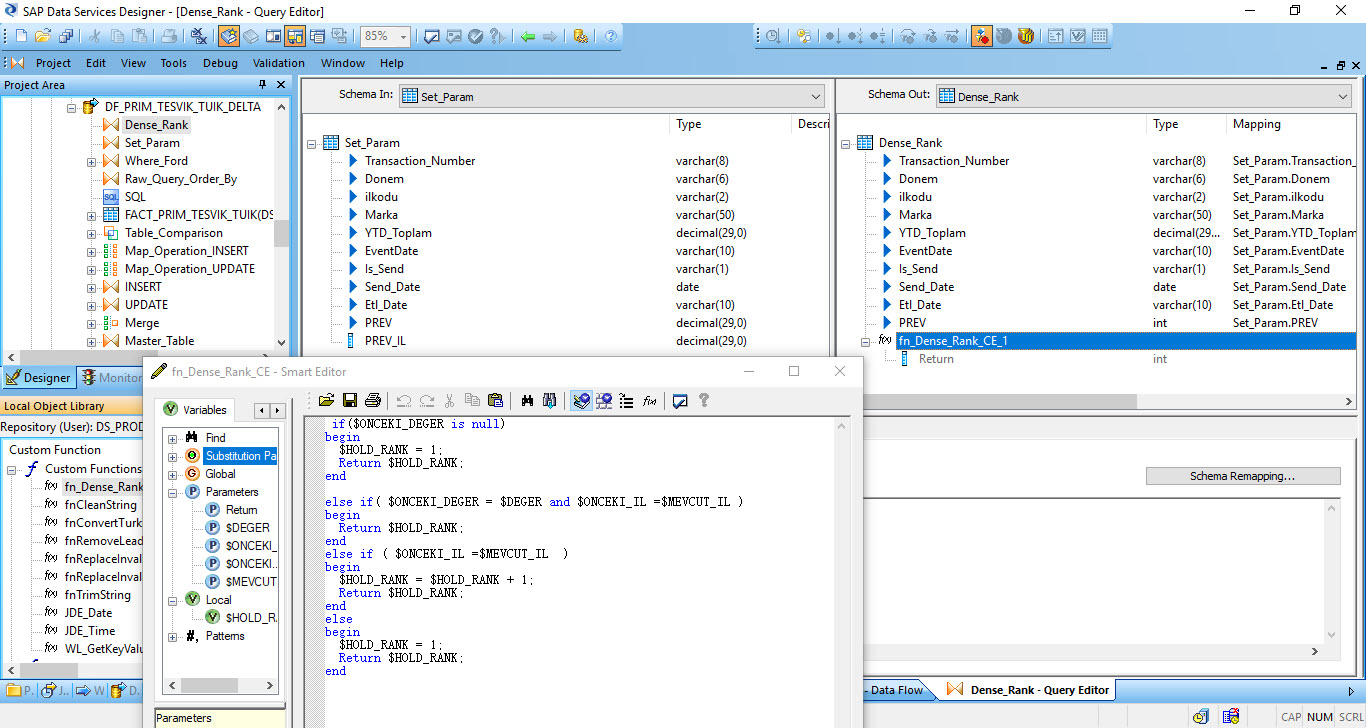 SAP Data Services Designer - [Dense_Rank - Query Editor]
85%
Project Edit View Tools Debug Validation Window Help
Project Area
DF_PRIM_TESVIK_TUIK_DELTA
Dense_Rank
Set_Param
Where_Ford
Raw_Query_Order_By
SQL SQL
FACT_PRIM_TESVIK_TUIK(DS
Table_Comparison
Map_Operation_INSERT
Map_Operation_UPDATE
INSERT
UPDATE
Merge
Master_Table
Designer Monitor
Local Object Library
Repository (User): DS_PROD
Custom Function
Custom Functions
fn_Dense_Rank
fnCleanString
fnConvertTurk
fnRemoveLead
fnReplaceInval
fnReplaceInval
fnTrimString
JDE_Date
JDE_Time
WL_GetKeyValu
P. J.. W D.
Schema In: Set_Param
Type Descri
Set_Param
Transaction_Number varchar(8)
Donem varchar(6)
ilkodu varchar(2)
Marka varchar(50)
YTD_Toplam decimal(29,0)
EventDate varchar(10)
Is_Send varchar(1)
Send_Date date
Etl_Date varchar(10)
PREV decimal(29,0)
PREV_IL decimal(29,0)
Schema Out: Dense_Rank
Type Mapping
Dense_Rank
Transaction_Number varchar(8) Set_Param.Transaction_
Donem varchar(6) Set_Param.Donem
ilkodu varchar(2) Set_Param.ilkodu
Marka varchar(50) Set_Param.Marka
YTD_Toplam decimal(29... Set_Param.YTD_Toplam
EventDate varchar(10) Set_Param.EventDate
Is_Send varchar(1) Set_Param.Is_Send
Send_Date date Set_Param.Send_Date
Etl_Date varchar(10) Set_Param.Etl_Date
PREV int Set_Param.PREV
f(x) fn_Dense_Rank_CE_1
Return int
fn_Dense_Rank_CE - Smart Editor
Variables
Find
Substitution Pa
Global
Parameters
Return
$DEGER
$ONCEKI_
$ONCEKI..
$MEVCUT
Local
$HOLD_R.
#, Patterns
Parameters
if($ONCEKI_DEGER is null)
begin
$HOLD_RANK = 1;
Return $HOLD_RANK;
end
else if( $ONCEKI_DEGER = $DEGER and $ONCEKI_IL =$MEVCUT_IL )
begin
Return $HOLD_RANK;
end
else if ( $ONCEKI_IL =$MEVCUT_IL )
begin
$HOLD_RANK = $HOLD_RANK + 1;
Return $HOLD_RANK;
end
else
begin
$HOLD_RANK = 1;
Return $HOLD_RANK;
end
Schema Remapping...
- Data Flow Dense_Rank - Query Editor
CAP NUM SCRL